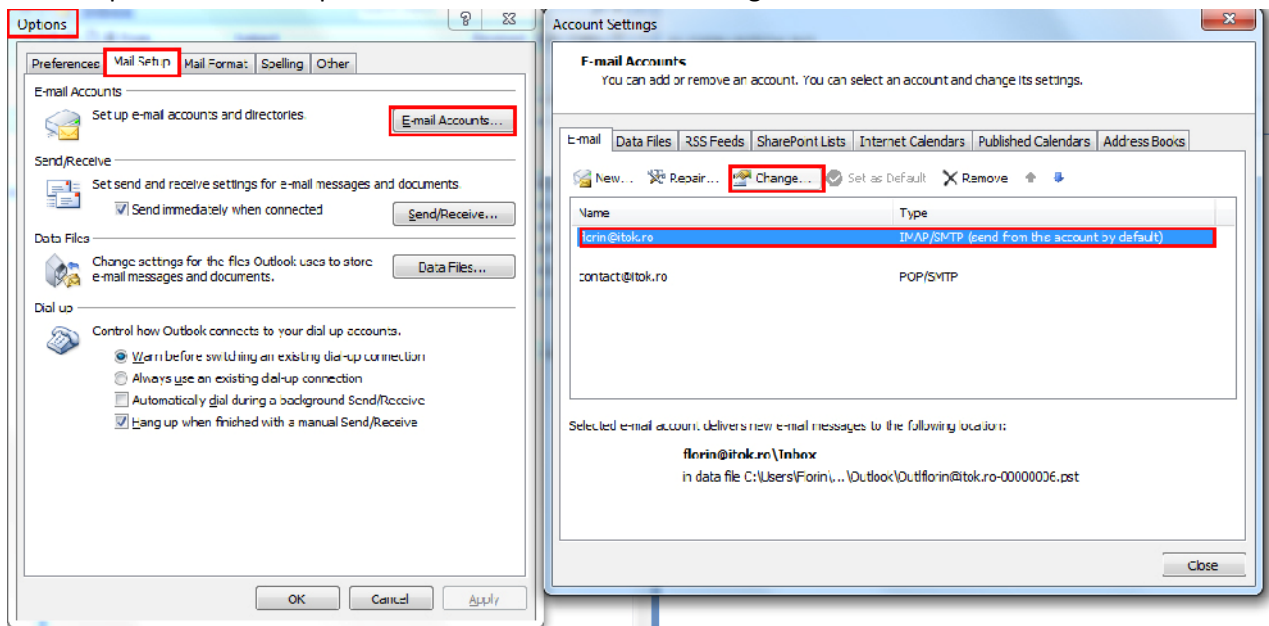 Options
Preferences Mail Setup Mail Format Spelling Other
E-mail Accounts
Set up e-mail accounts and directories.
E-mail Accounts...
Send/Receive
Set send and receive settings for e-mail messages and documents.
Send immediately when connected
Send/Receive...
Data Files
Change settings for the files Outlook uses to store
e-mail messages and documents.
Data Files...
Dial up
Control how Outlook connects to your dial up accounts.
Warn before switching an existing dial-up connection
Always use an existing dial-up connection
Automatically dial during a background Send/Receive
Hang up when finished with a manual Send/Receive
OK Cancel Apply
Account Settings
E-mail Accounts
You can add or remove an account. You can select an account and change its settings.
E-mail Data Files RSS Feeds SharePoint Lists Internet Calendars Published Calendars Address Books
New... Repair... Change... Set as Default Remove
Name Type
florin@itok.ro IMAP/SMTP (send from this account by default)
contact@itok.ro POP/SMTP
Selected e-mail account delivers new e-mail messages to the following location:
florin@itok.ro\Inbox
in data file C:\Users\Florin\...\Outlook\Outlflorin@itok.ro-00000006.pst
Close